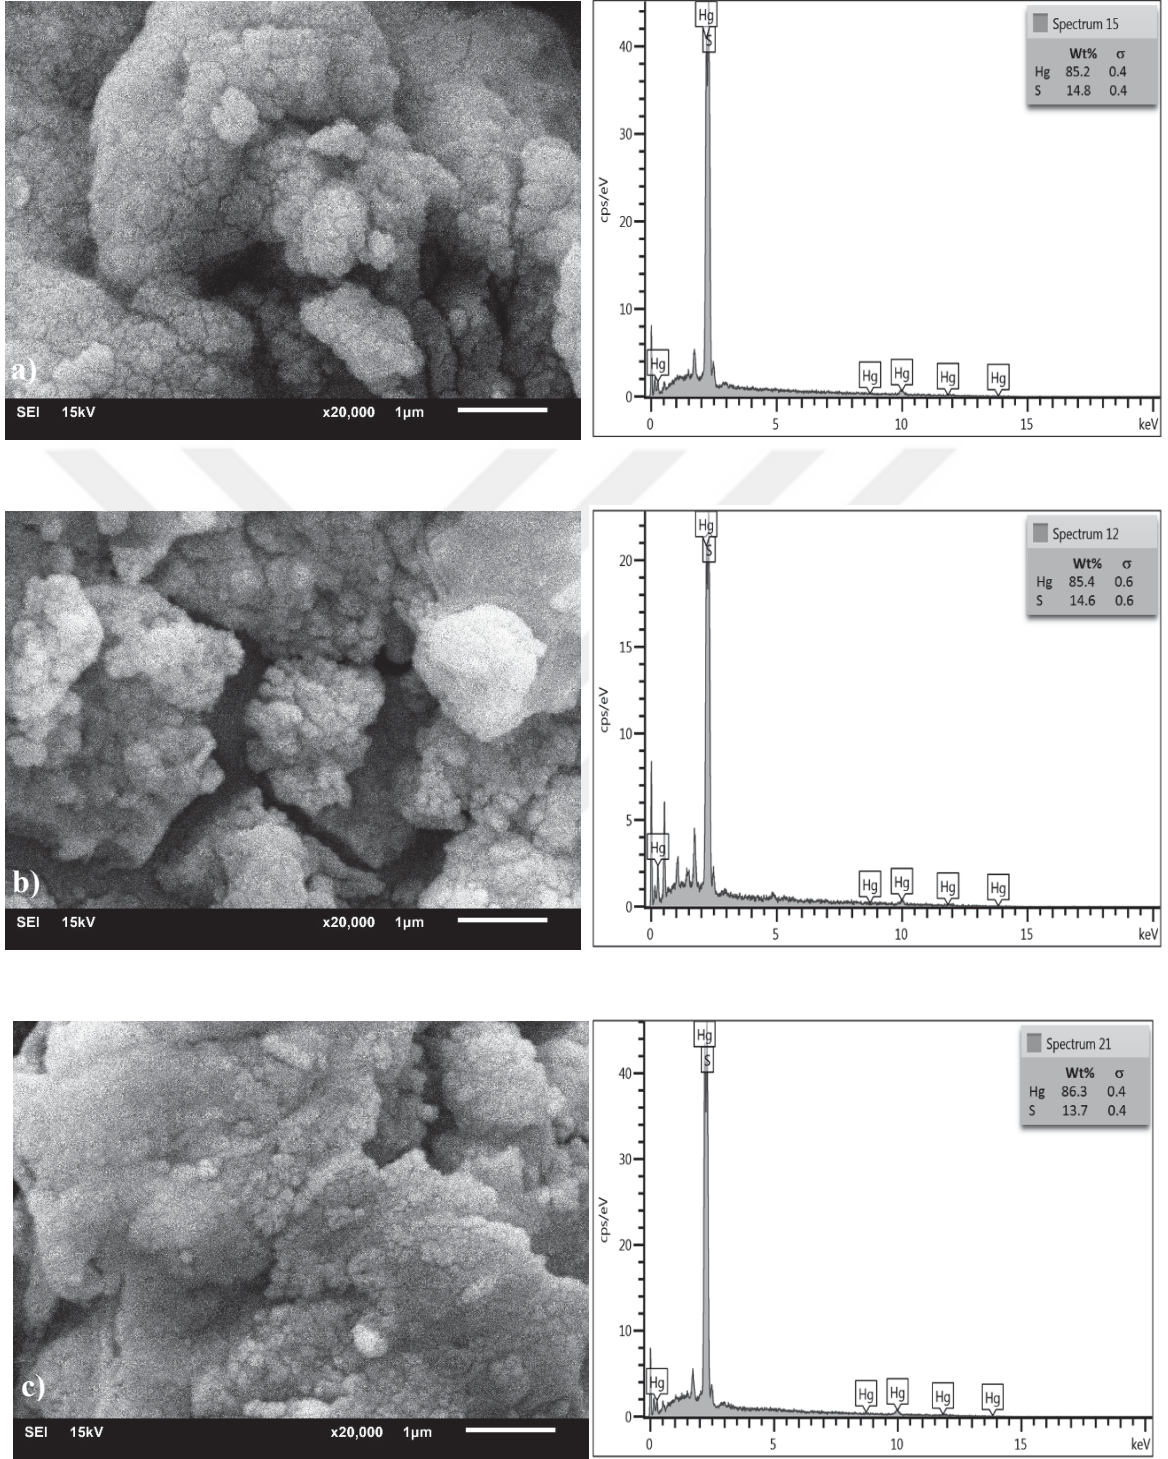 a)
SEI 15kV x20,000 1μm
Hg
S
40
30
20
10
0
cps/eV
Hg
Hg
Hg
Hg
Hg
0 5 10 15 keV
Spectrum 15
Wt% σ
Hg 85.2 0.4
S 14.8 0.4
b)
SEI 15kV x20,000 1μm
Hg
S
20
15
10
5
0
cps/eV
Hg
Hg
Hg
Hg
Hg
0 5 10 15 keV
Spectrum 12
Wt% σ
Hg 85.4 0.6
S 14.6 0.6
c)
SEI 15kV x20,000 1μm
Hg
S
40
30
20
10
0
cps/eV
Hg
Hg
Hg
Hg
Hg
0 5 10 15 keV
Spectrum 21
Wt% σ
Hg 86.3 0.4
S 13.7 0.4